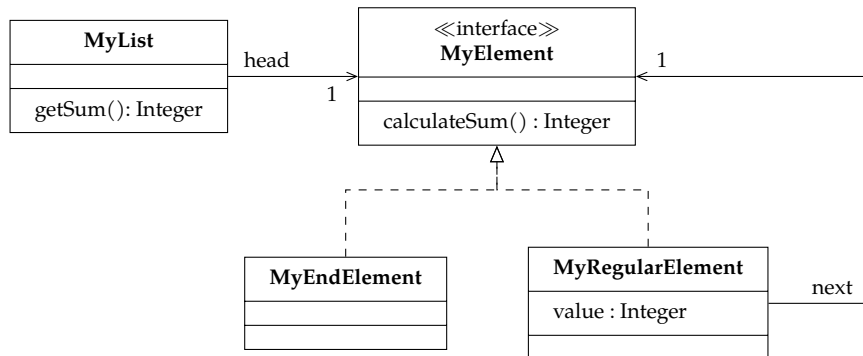 MyList
getSum(): Integer
head
1
≪interface≫
MyElement
calculateSum() : Integer
1
MyEndElement
MyRegularElement
value : Integer
next